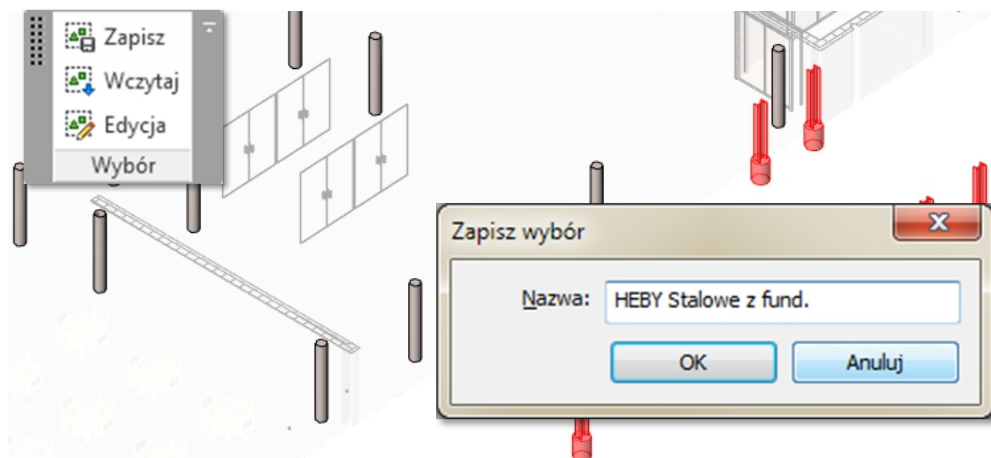 Zapisz
Wczytaj
Edycja
Wybór
Zapisz wybór
Nazwa: HEBY Stalowe z fund.
OK Anuluj